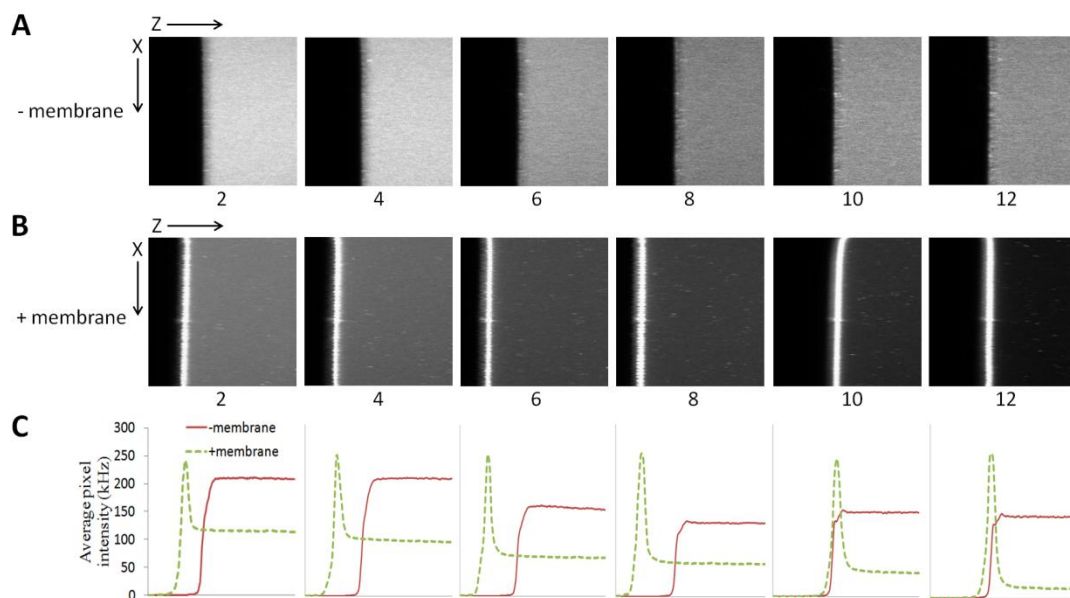 A
Z
X
- membrane
2 4 6 8 10 12
B
Z
X
+ membrane
2 4 6 8 10 12
C
Average pixel
intensity (kHz)
300
250
200
150
100
50
0
-membrane
+membrane